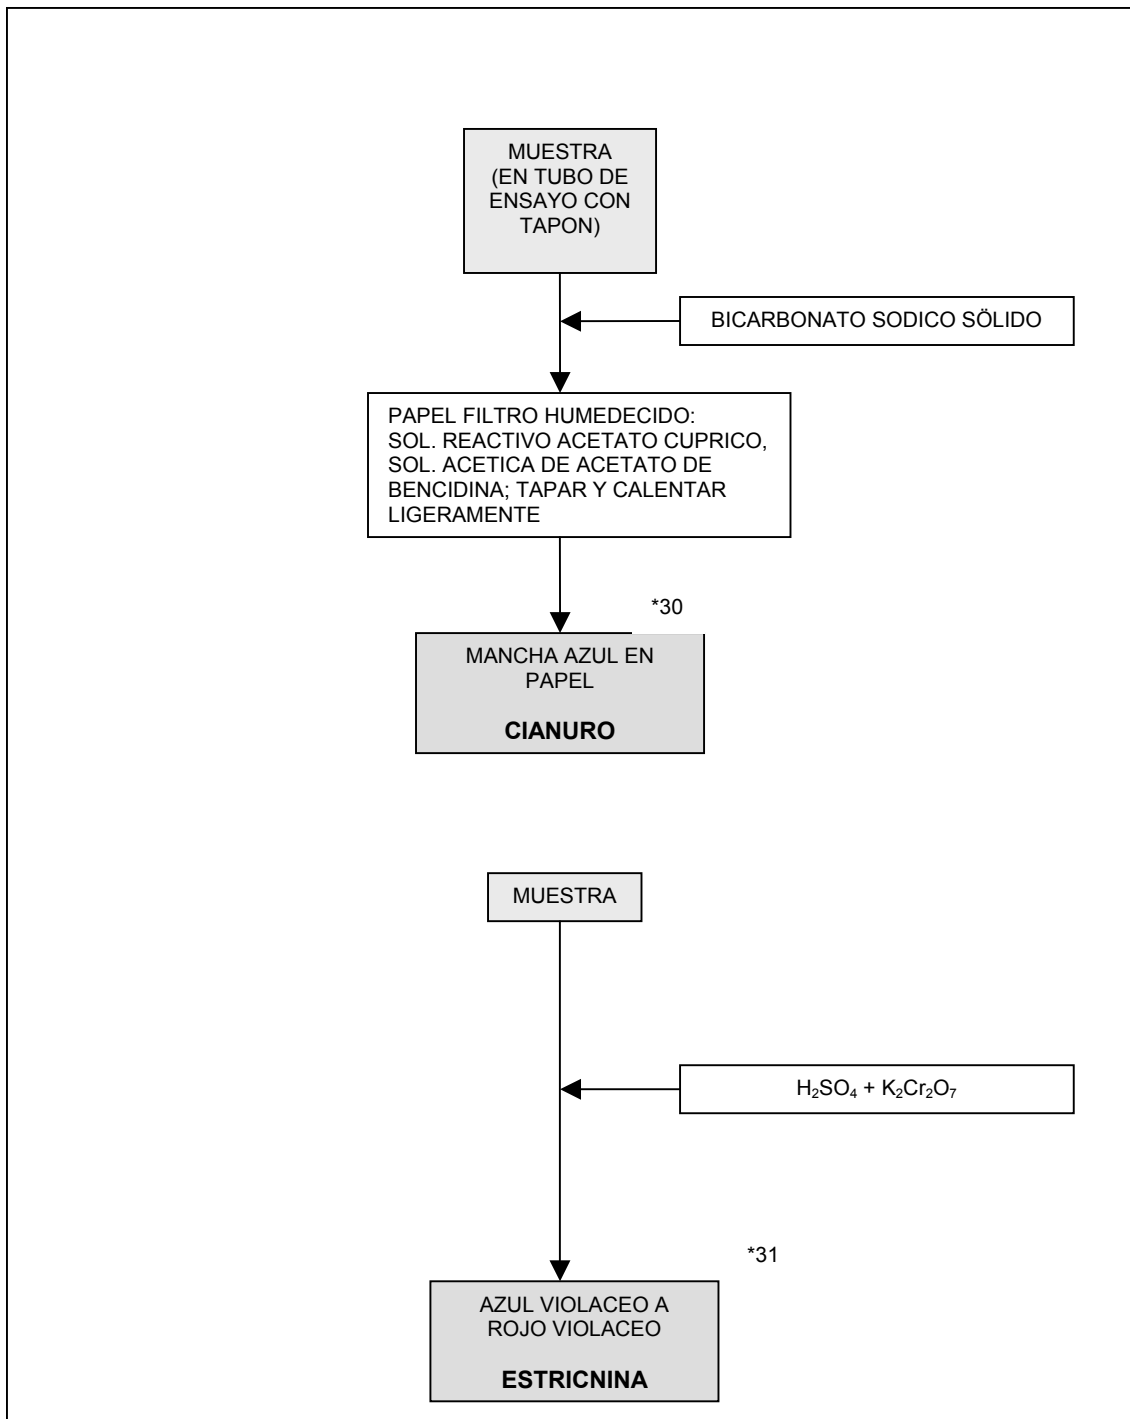 MUESTRA
(EN TUBO DE
ENSAYO CON
TAPON)
BICARBONATO SODICO SÖLIDO
PAPEL FILTRO HUMEDECIDO:
SOL. REACTIVO ACETATO CUPRICO,
SOL. ACETICA DE ACETATO DE
BENCIDINA; TAPAR Y CALENTAR
LIGERAMENTE
*30
MANCHA AZUL EN
PAPEL
CIANURO
MUESTRA
H₂SO₄ + K₂Cr₂O₇
*31
AZUL VIOLACEO A
ROJO VIOLACEO
ESTRICNINA